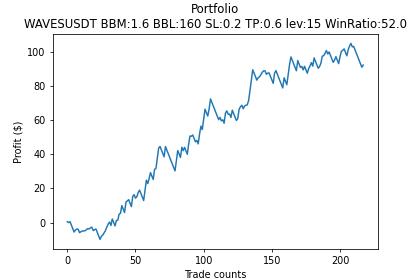 Portfolio
WAVESUSDT BBM:1.6 BBL:160 SL:0.2 TP:0.6 lev:15 WinRatio:52.0
Profit ($)
100
80
60
40
20
0
0
50
100
150
200
Trade counts